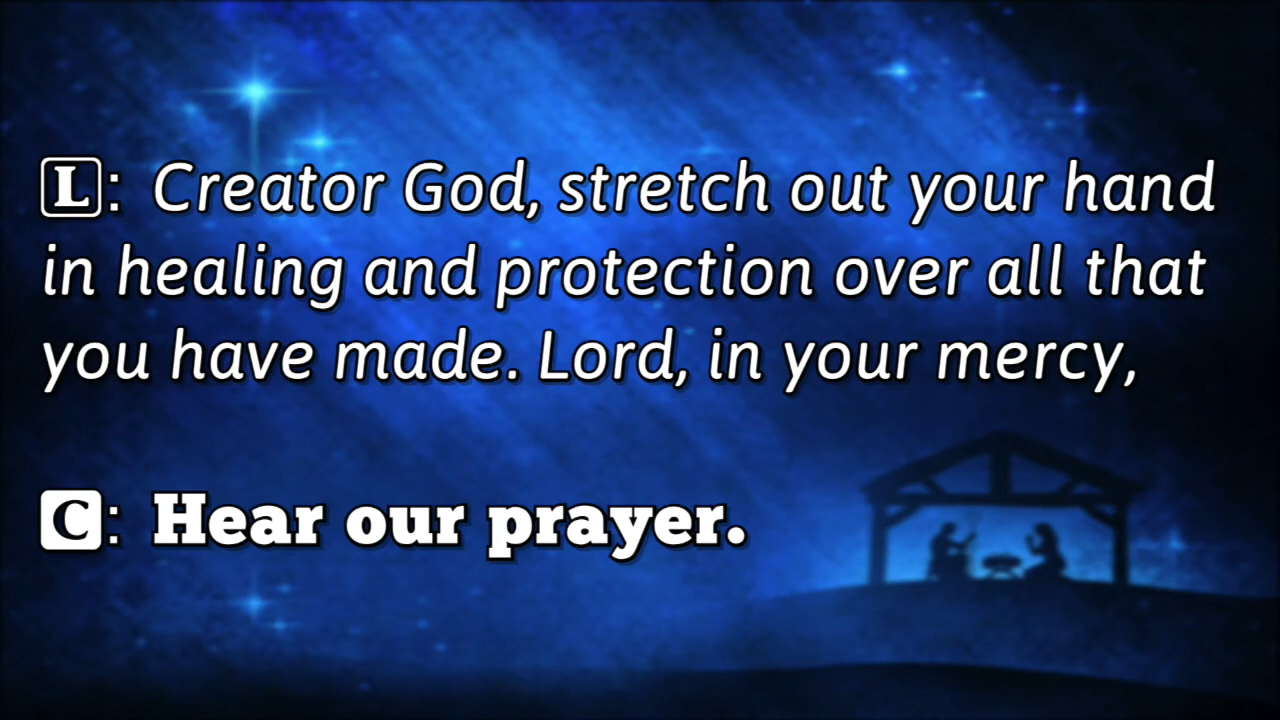 L: Creator God, stretch out your hand
in healing and protection over all that
you have made. Lord, in your mercy,
C: Hear our prayer.